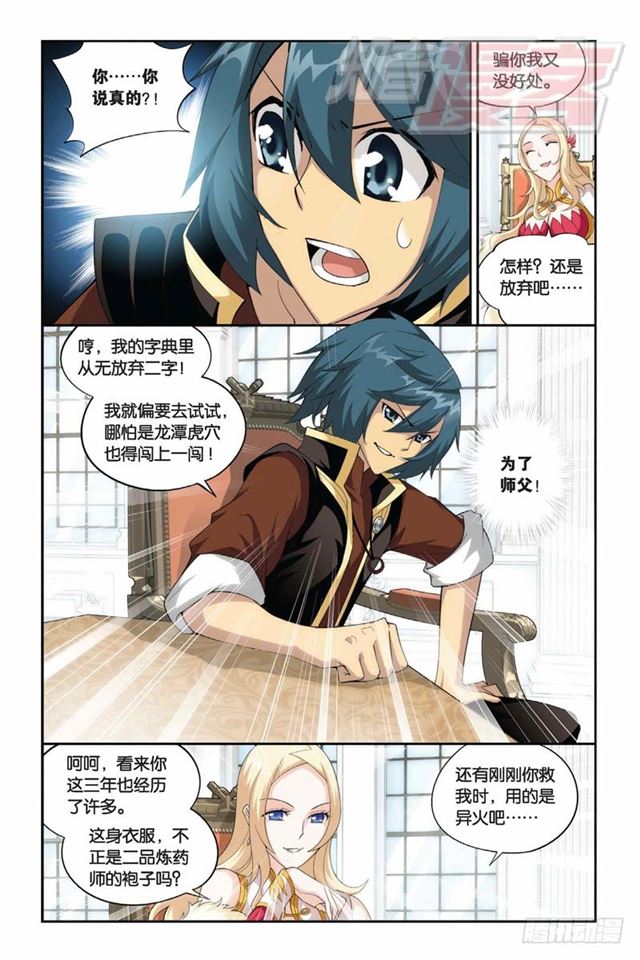 你……你
说真的?!
知音漫客
骗你我又
没好处。
怎样？还是
放弃吧……
哼，我的字典里
从无放弃二字！
我就偏要去试试，
哪怕是龙潭虎穴
也得闯上一闯！
为了
师父！
呵呵，看来你
这三年也经历
了许多。
这身衣服，不
正是二品炼药
师的袍子吗？
还有刚刚你救
我时，用的是
异火吧……
腾讯动漫